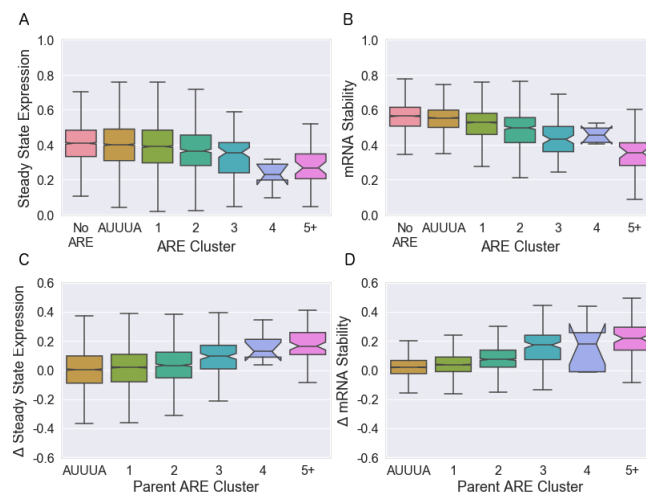 A
Steady State Expression
1.0
0.8
0.6
0.4
0.2
0.0
No ARE AUUUA 1 2 3 4 5+
ARE Cluster
B
mRNA Stability
1.0
0.8
0.6
0.4
0.2
0.0
No ARE AUUUA 1 2 3 4 5+
ARE Cluster
C
Δ Steady State Expression
0.6
0.4
0.2
0.0
-0.2
-0.4
-0.6
AUUUA 1 2 3 4 5+
Parent ARE Cluster
D
Δ mRNA Stability
0.6
0.4
0.2
0.0
-0.2
-0.4
-0.6
AUUUA 1 2 3 4 5+
Parent ARE Cluster